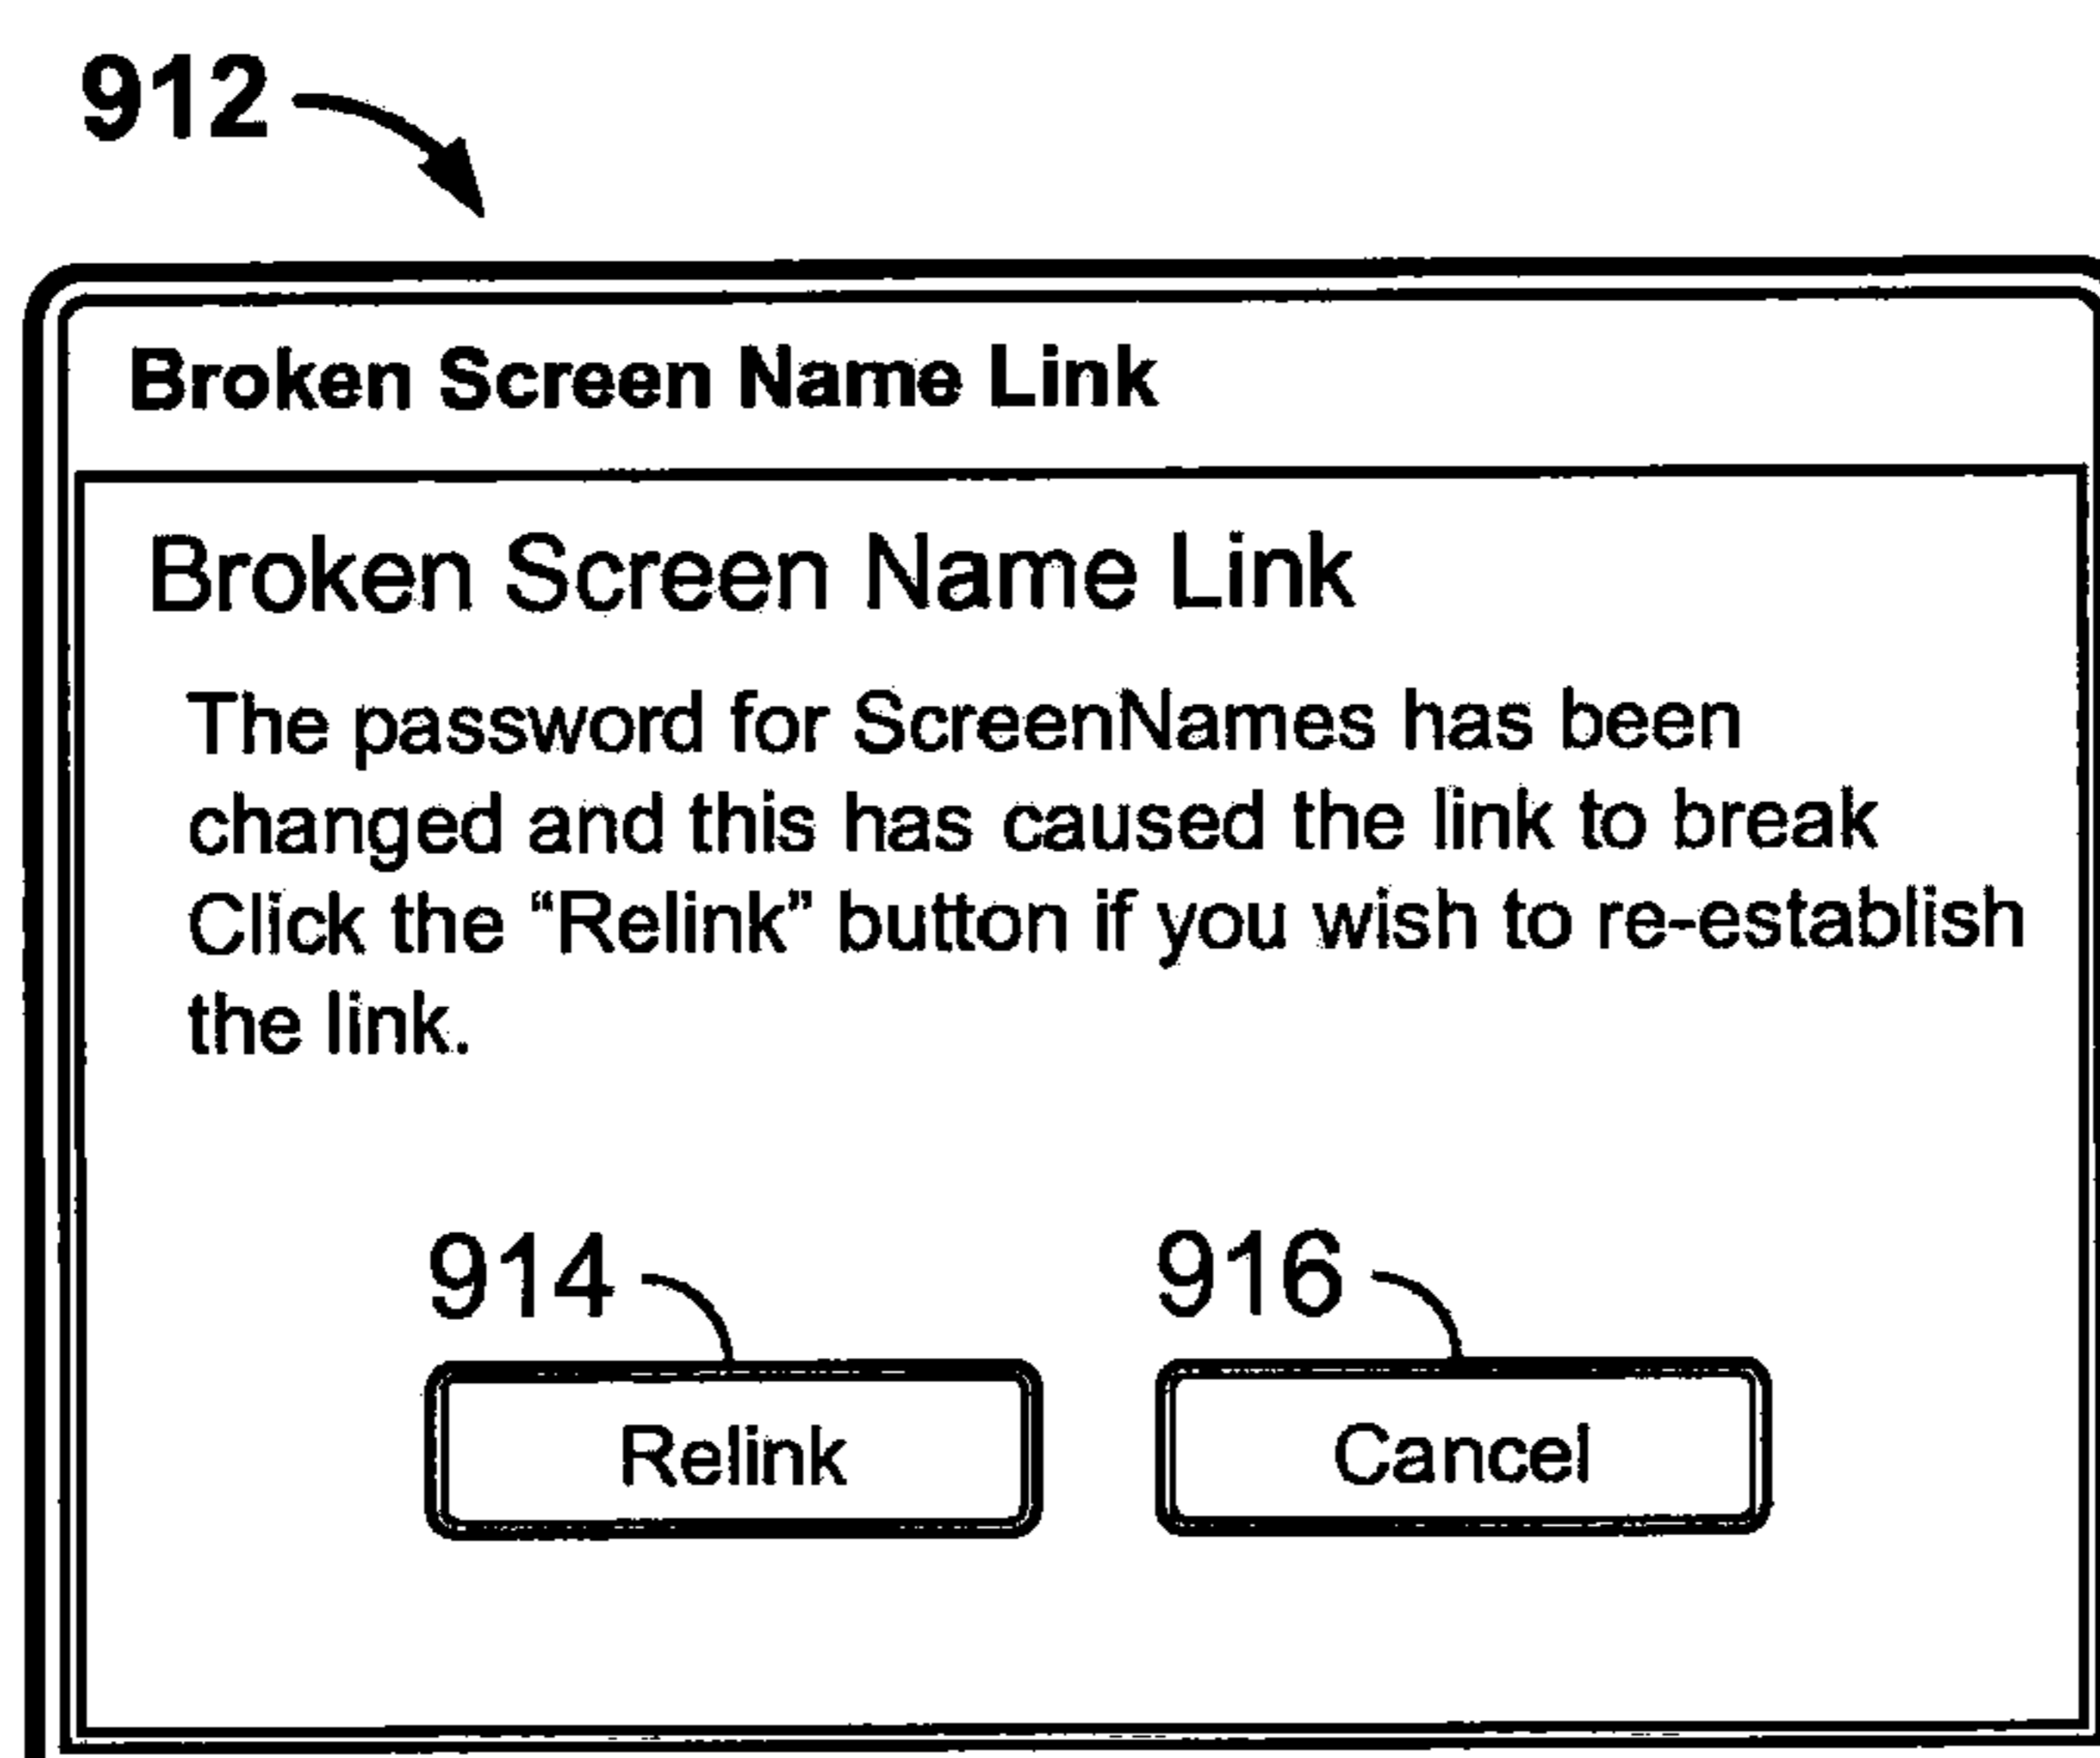 912
Broken Screen Name Link
Broken Screen Name Link
The password for ScreenNames has been
changed and this has caused the link to break
Click the “Relink” button if you wish to re-establish
the link.
914 916
Relink Cancel